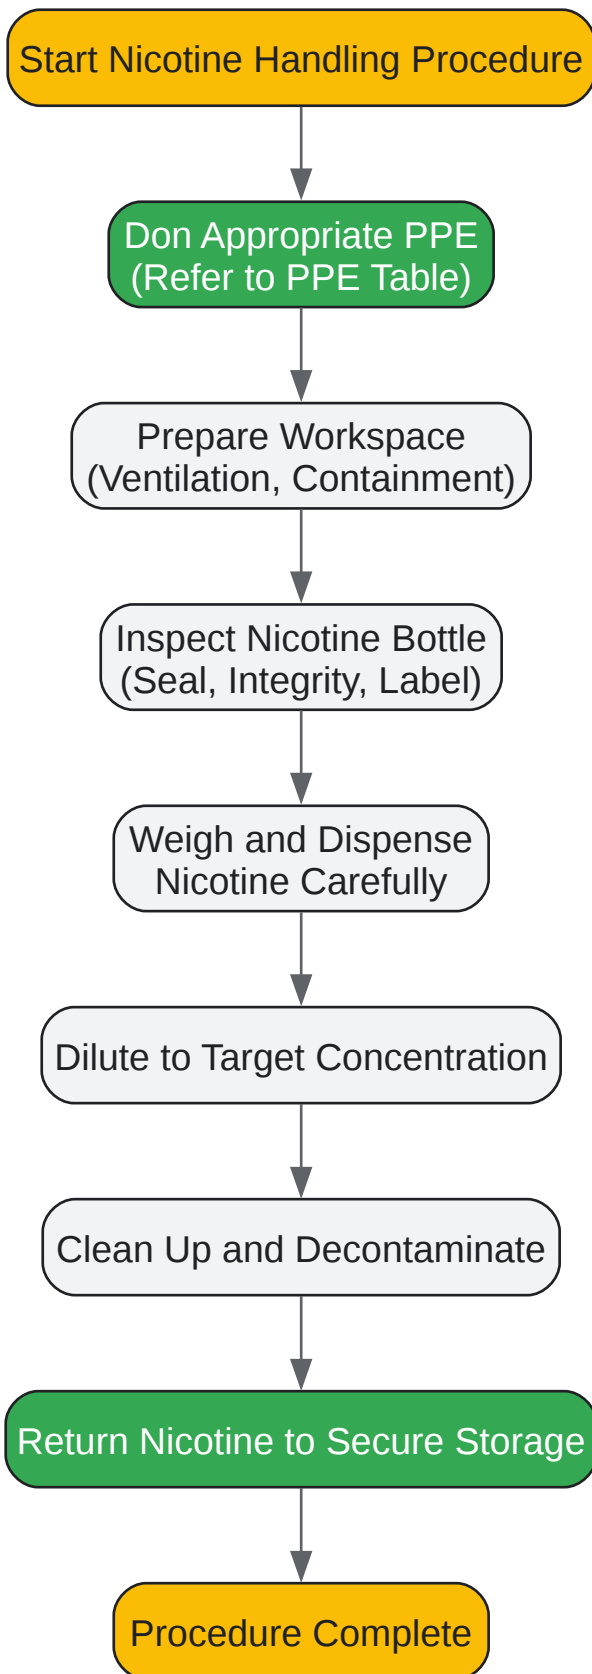 Start Nicotine Handling Procedure
Don Appropriate PPE
(Refer to PPE Table)
Prepare Workspace
(Ventilation, Containment)
Inspect Nicotine Bottle
(Seal, Integrity, Label)
Weigh and Dispense
Nicotine Carefully
Dilute to Target Concentration
Clean Up and Decontaminate
Return Nicotine to Secure Storage
Procedure Complete